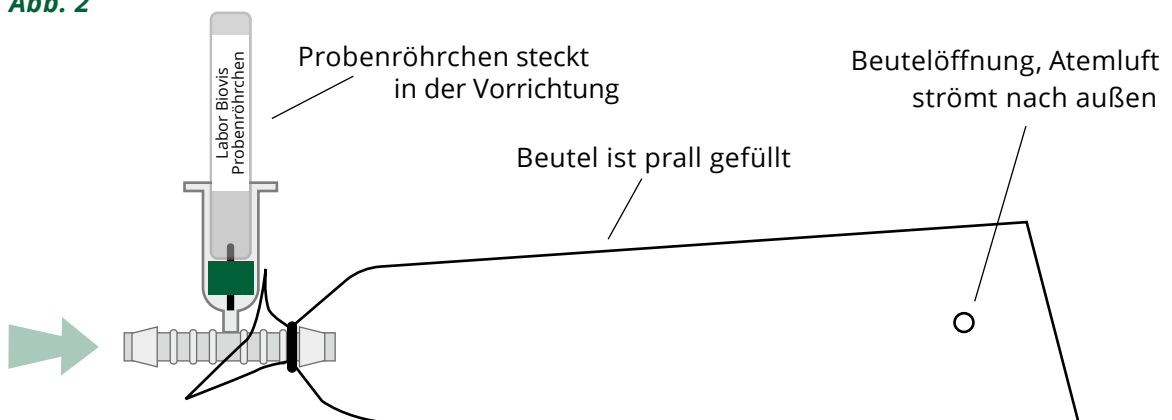 Abb. 2
Probenröhrchen steckt
in der Vorrichtung
Labor Biovis
Probenröhrchen
Beutelöffnung, Atemluft
strömt nach außen
Beutel ist prall gefüllt